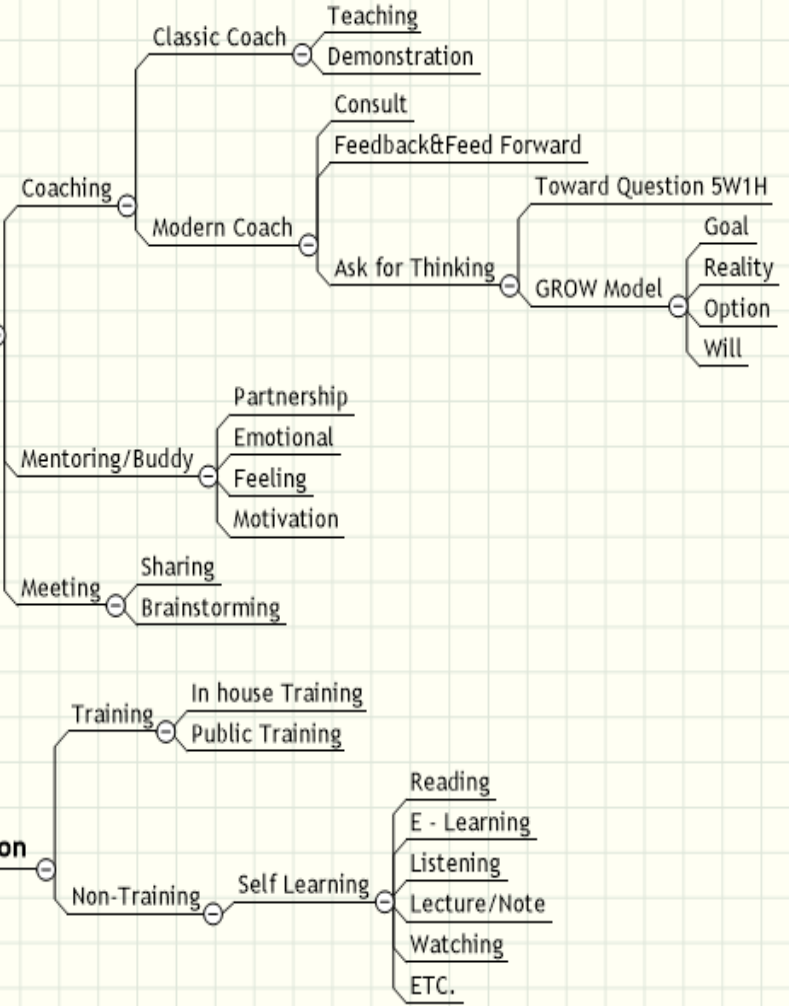 Teaching
Classic Coach
Demonstration
Consult
Feedback&Feed Forward
Coaching
Toward Question 5W1H
Modern Coach
Goal
Ask for Thinking
Reality
GROW Model
Option
Will
Partnership
Emotional
Mentoring/Buddy
Feeling
Motivation
Sharing
Meeting
Brainstorming
In house Training
Training
Public Training
Reading
E - Learning
on
Listening
Self Learning
Non-Training
Lecture/Note
Watching
ETC.